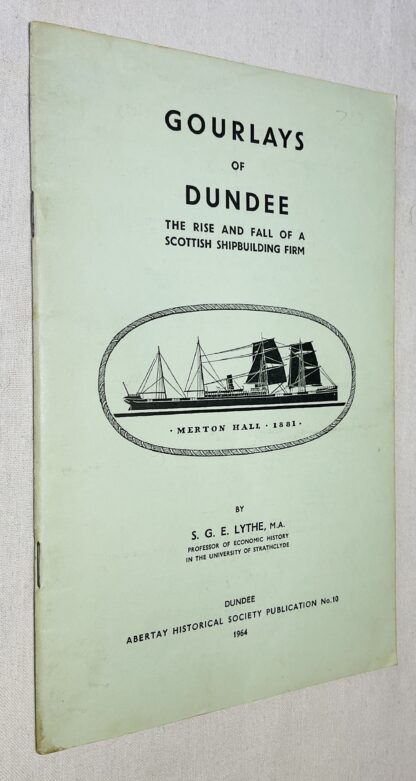 GOURLAYS
OF
DUNDEE
THE RISE AND FALL OF A
SCOTTISH SHIPBUILDING FIRM
· MERTON HALL · 1881 ·
BY
S. G. E. LYTHE, M.A.
PROFESSOR OF ECONOMIC HISTORY
IN THE UNIVERSITY OF STRATHCLYDE
DUNDEE
ABERTAY HISTORICAL SOCIETY PUBLICATION No. 10
1964